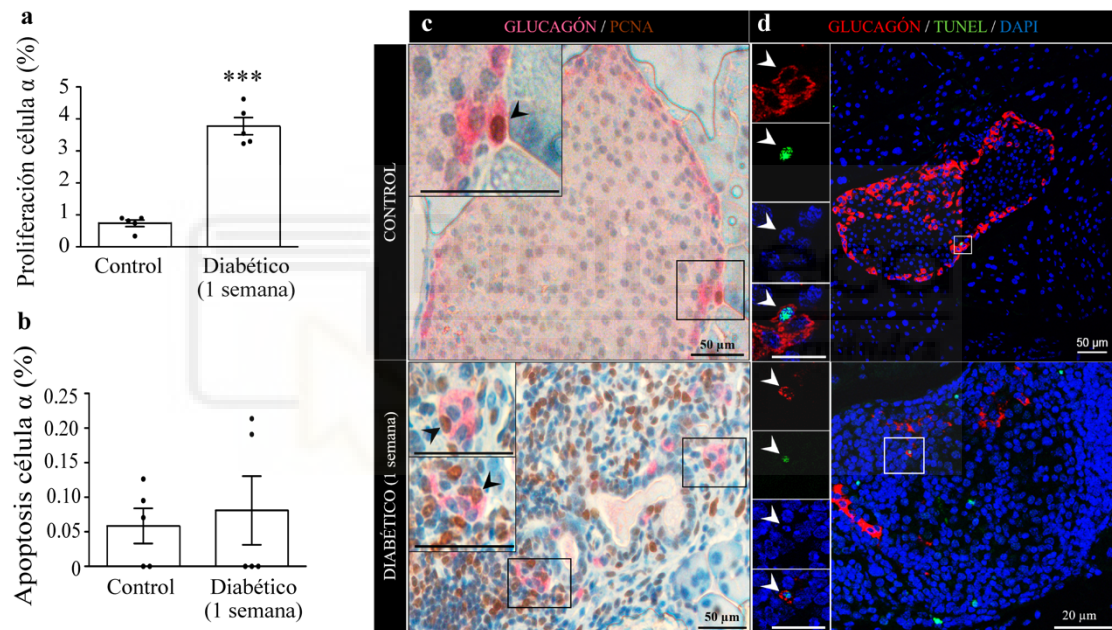 a
Proliferación célula α (%)
5
4
3
2
1
0
***
Control
Diabético
(1 semana)
b
Apoptosis célula α (%)
0.25
0.20
0.15
0.10
0.05
0
Control
Diabético
(1 semana)
c
GLUCAGÓN / PCNA
CONTROL
50 µm
DIABÉTICO (1 semana)
50 µm
d
GLUCAGÓN / TUNEL / DAPI
50 µm
20 µm